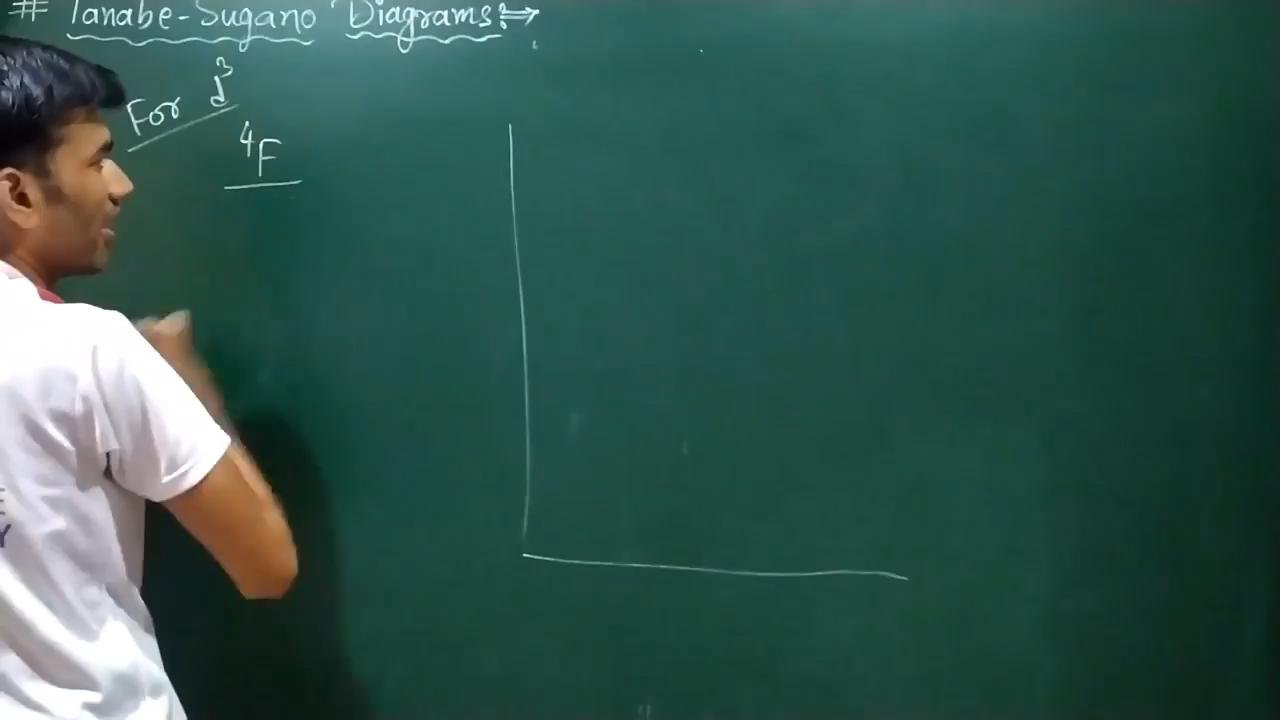 # Tanabe-Sugano Diagrams:⇒
For d³
⁴F
E
Y